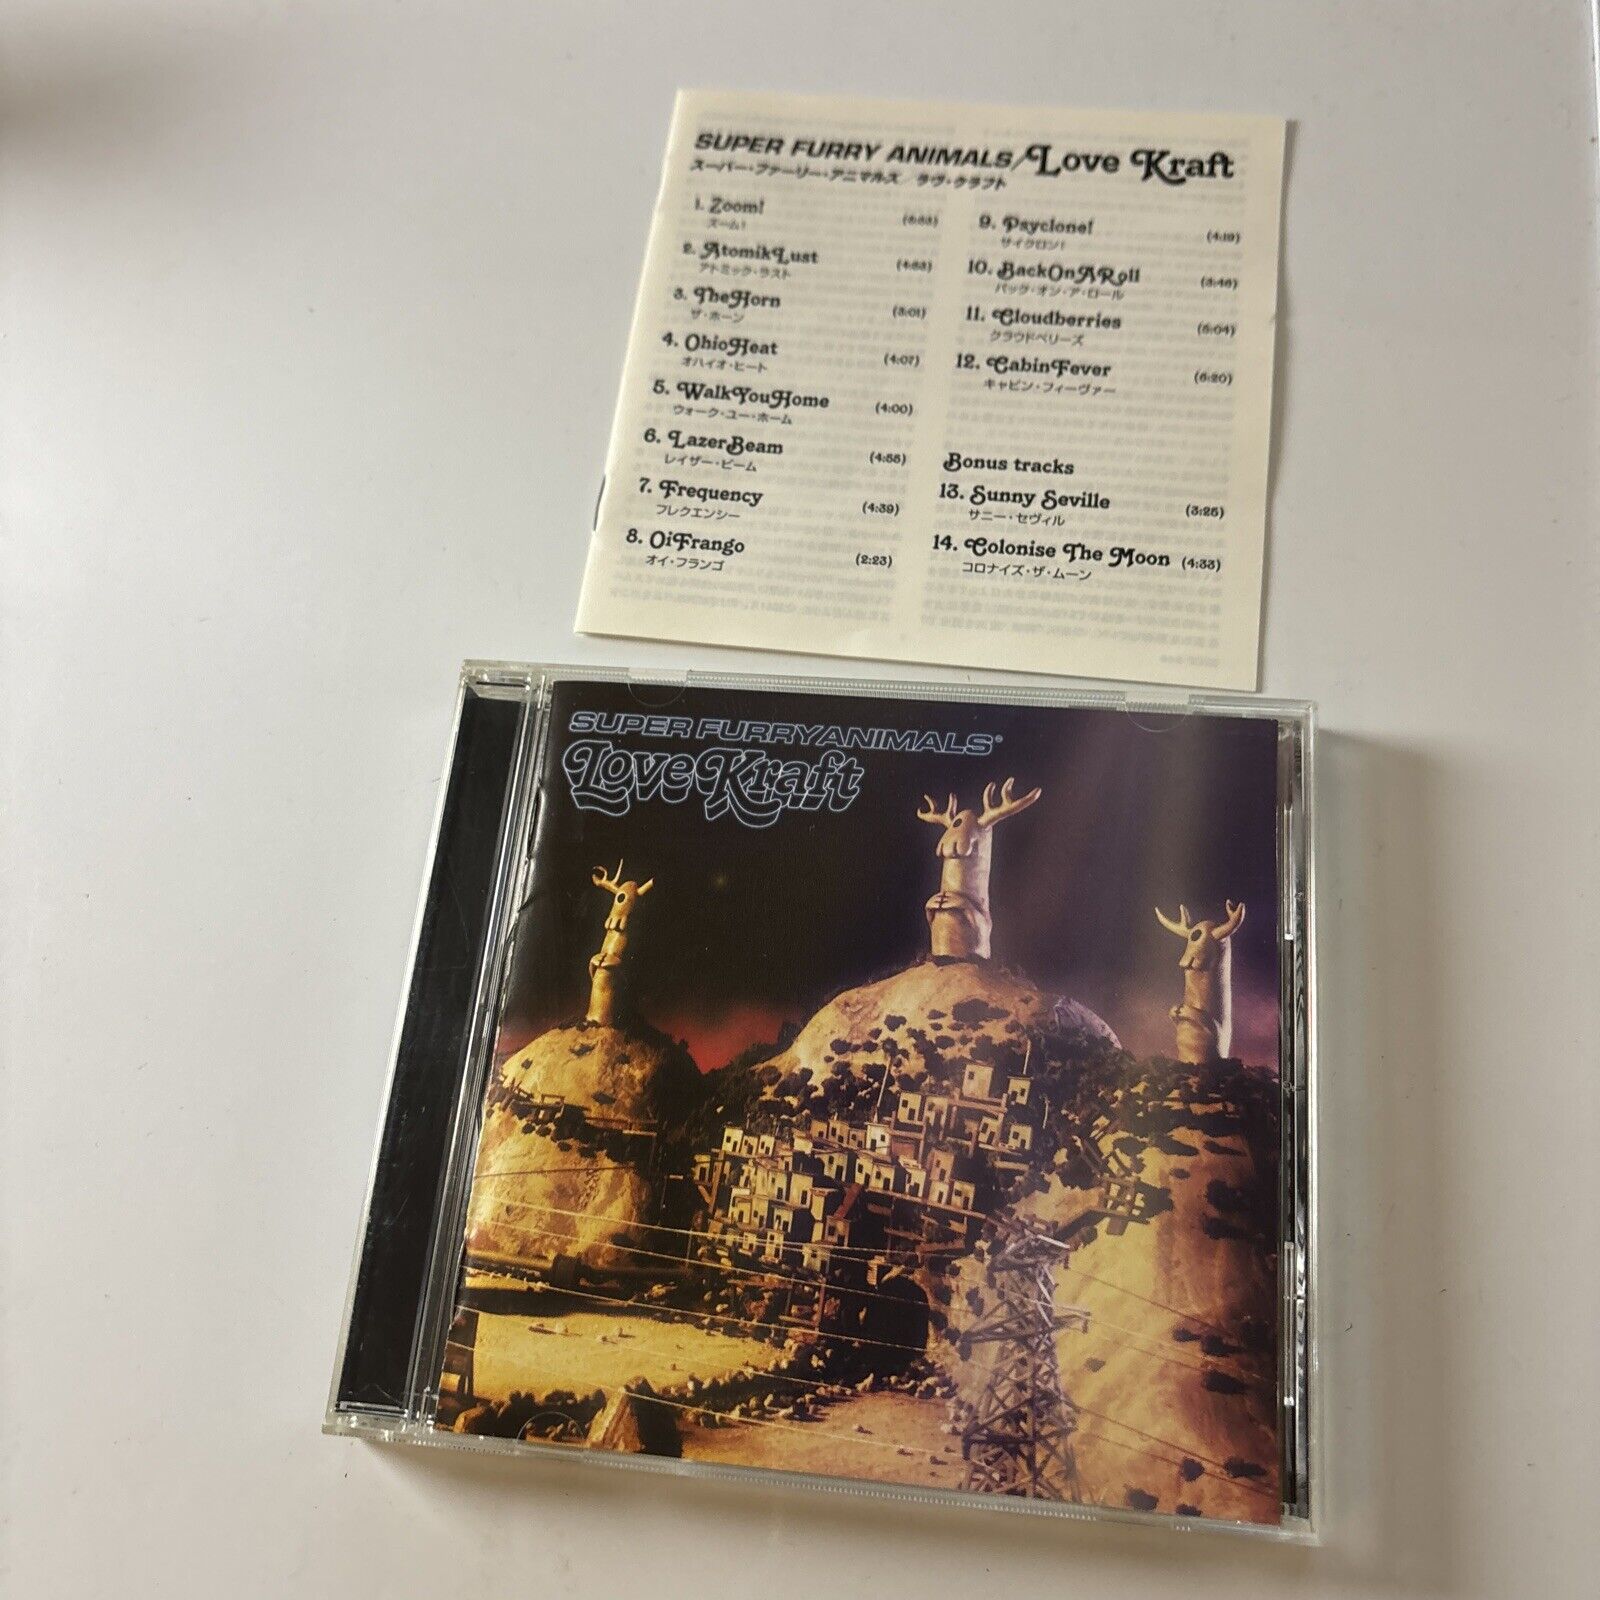 SUPER FURRY ANIMALS/Love Kraft
スーパー・ファーリー・アニマルズ/ラヴ・クラフト
1. Zoom!
ズーム!
2. AtomikLust (4:53)
アトミック・ラスト
3. TheHorn (3:01)
ザ・ホーン
4. OhioHeat (4:07)
オハイオ・ヒート
5. WalkYouHome (4:00)
ウォーク・ユー・ホーム
6. LazerBeam (4:55)
レイザー・ビーム
7. Frequency (4:39)
フレクエンシー
8. OiFrango (2:23)
オイ・フランゴ
9. Psyclone! (4:19)
サイクロン!
10. BackOnARoll (3:46)
バック・オン・ア・ロール
11. Cloudberries (5:04)
クラウドベリーズ
12. CabinFever (6:20)
キャビン・フィーヴァー
Bonus tracks
13. Sunny Seville (3:25)
サニー・セヴィル
14. Colonise The Moon (4:33)
コロナイズ・ザ・ムーン
SUPER FURRYANIMALS®
Love Kraft